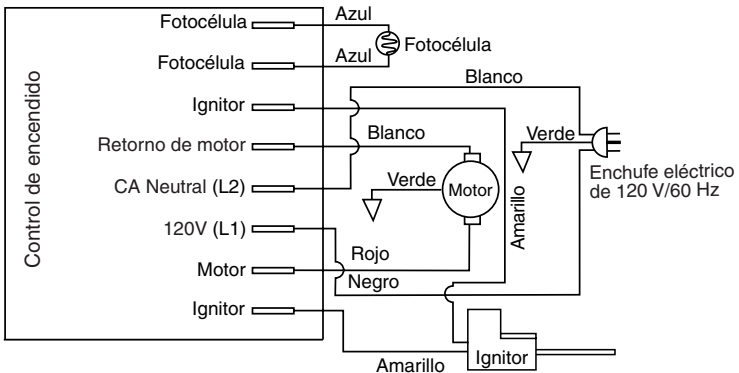 Control de encendido
Fotocélula
Azul
Fotocélula
Azul
Fotocélula
Ignitor
Blanco
Retorno de motor
Blanco
Verde
Enchufe eléctrico
de 120 V/60 Hz
CA Neutral (L2)
Verde
Motor
Amarillo
120V (L1)
Rojo
Motor
Negro
Ignitor
Amarillo
Ignitor